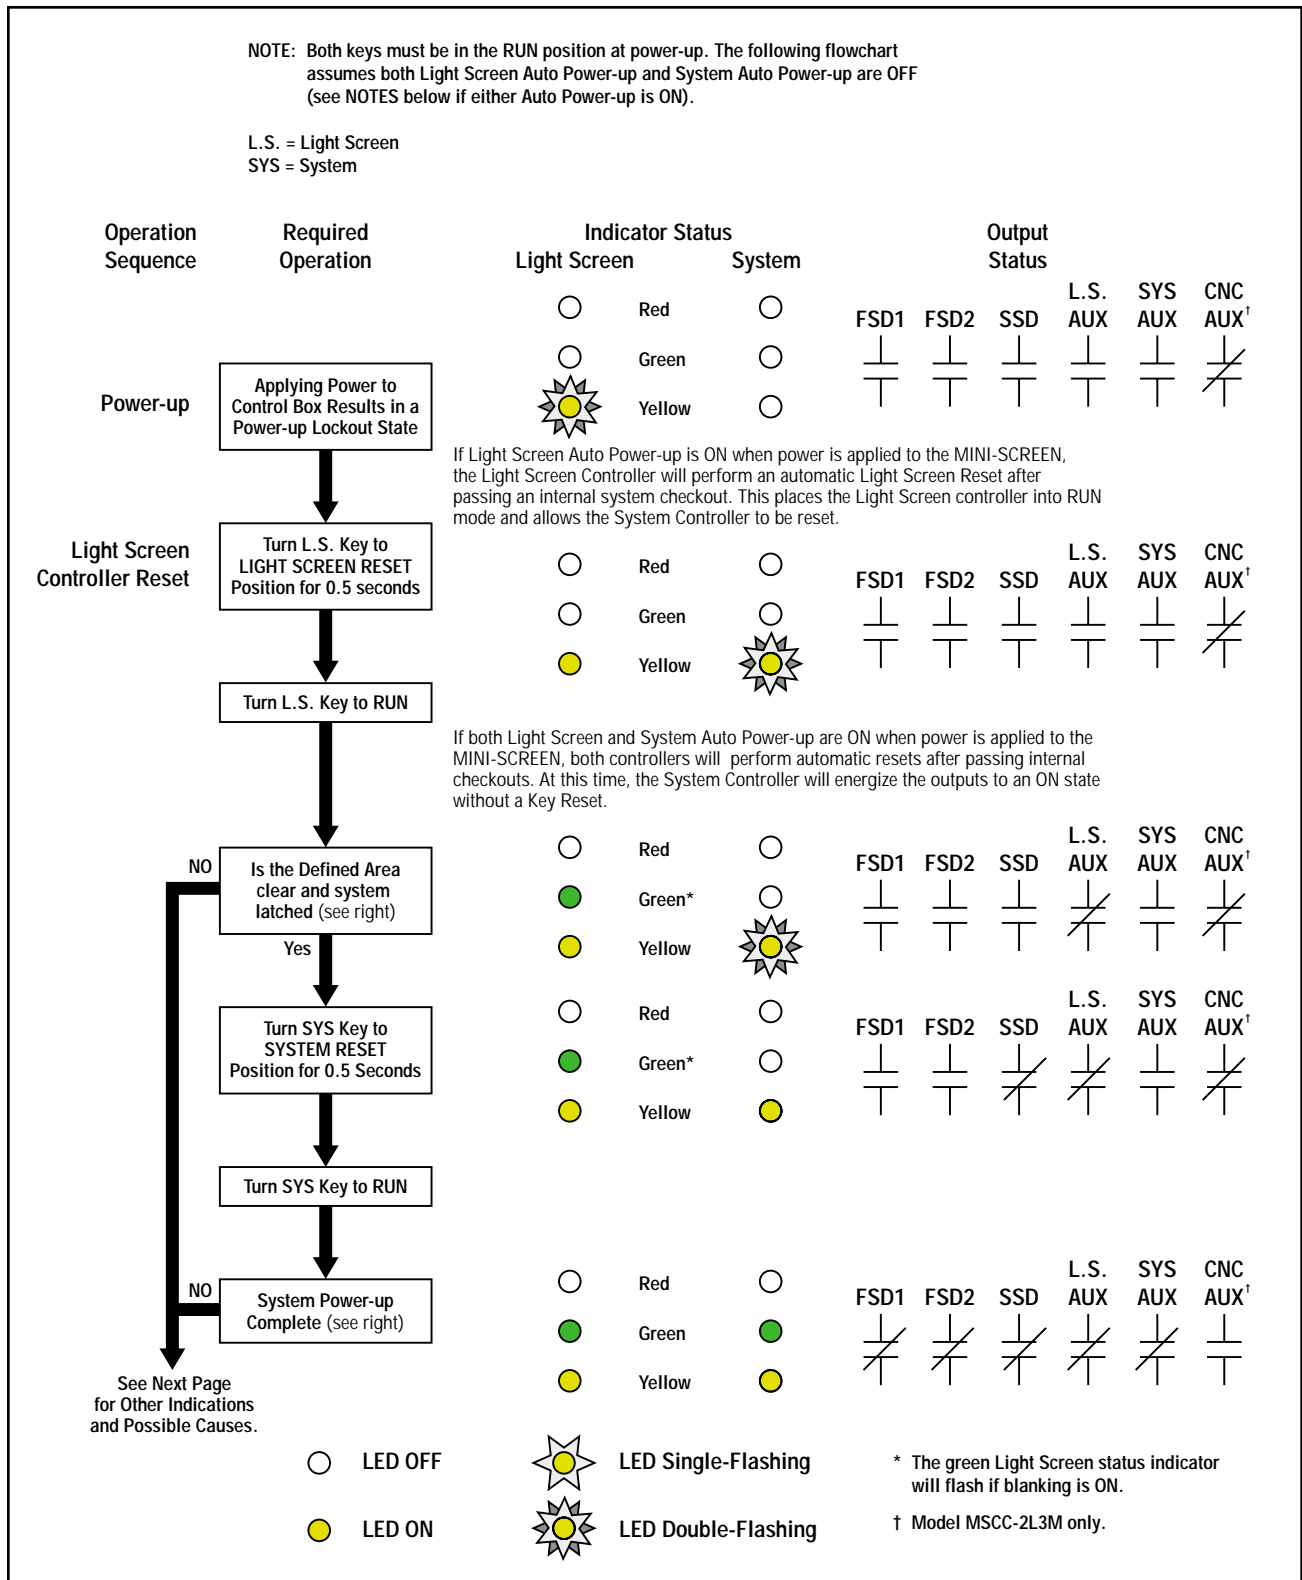 NOTE: Both keys must be in the RUN position at power-up. The following flowchart
assumes both Light Screen Auto Power-up and System Auto Power-up are OFF
(see NOTES below if either Auto Power-up is ON).
L.S. = Light Screen
SYS = System
Operation
Sequence
Required
Operation
Indicator Status
Light Screen
System
Output
Status
Red
Green
Yellow
FSD1 FSD2 SSD L.S. AUX SYS AUX CNC AUX†
Power-up
Applying Power to
Control Box Results in a
Power-up Lockout State
If Light Screen Auto Power-up is ON when power is applied to the MINI-SCREEN,
the Light Screen Controller will perform an automatic Light Screen Reset after
passing an internal system checkout. This places the Light Screen controller into RUN
mode and allows the System Controller to be reset.
Light Screen
Controller Reset
Turn L.S. Key to
LIGHT SCREEN RESET
Position for 0.5 seconds
Red
Green
Yellow
FSD1 FSD2 SSD L.S. AUX SYS AUX CNC AUX†
Turn L.S. Key to RUN
If both Light Screen and System Auto Power-up are ON when power is applied to the
MINI-SCREEN, both controllers will perform automatic resets after passing internal
checkouts. At this time, the System Controller will energize the outputs to an ON state
without a Key Reset.
NO
Is the Defined Area
clear and system
latched (see right)
Yes
Red
Green*
Yellow
FSD1 FSD2 SSD L.S. AUX SYS AUX CNC AUX†
Turn SYS Key to
SYSTEM RESET
Position for 0.5 Seconds
Red
Green*
Yellow
FSD1 FSD2 SSD L.S. AUX SYS AUX CNC AUX†
Turn SYS Key to RUN
NO
System Power-up
Complete (see right)
Red
Green
Yellow
FSD1 FSD2 SSD L.S. AUX SYS AUX CNC AUX†
See Next Page
for Other Indications
and Possible Causes.
LED OFF
LED Single-Flashing
LED ON
LED Double-Flashing
* The green Light Screen status indicator
will flash if blanking is ON.
† Model MSCC-2L3M only.